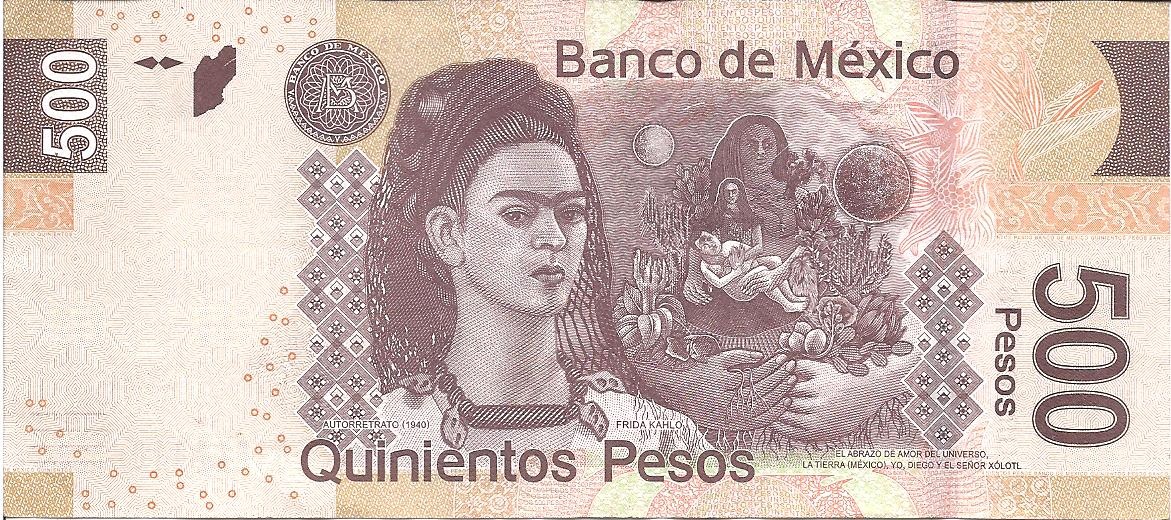 500
BANCO DE MÉXICO
Banco de México
500
Pesos
AUTORRETRATO (1940)
FRIDA KAHLO
Quinientos Pesos
EL ABRAZO DE AMOR DEL UNIVERSO,
LA TIERRA (MÉXICO), YO, DIEGO Y EL SEÑOR XÓLOTL